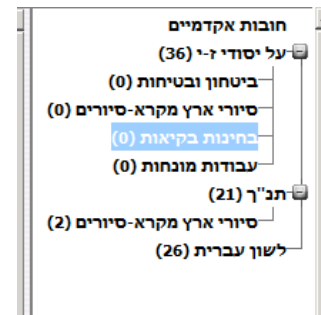 חובות אקדמיים
על יסודי ז-י (36)
ביטחון ובטיחות (0)
סיורי ארץ מקרא-סיורים (0)
בחינות בקיאות (0)
עבודות מונחות (0)
תנ"ך (21)
סיורי ארץ מקרא-סיורים (2)
לשון עברית (26)